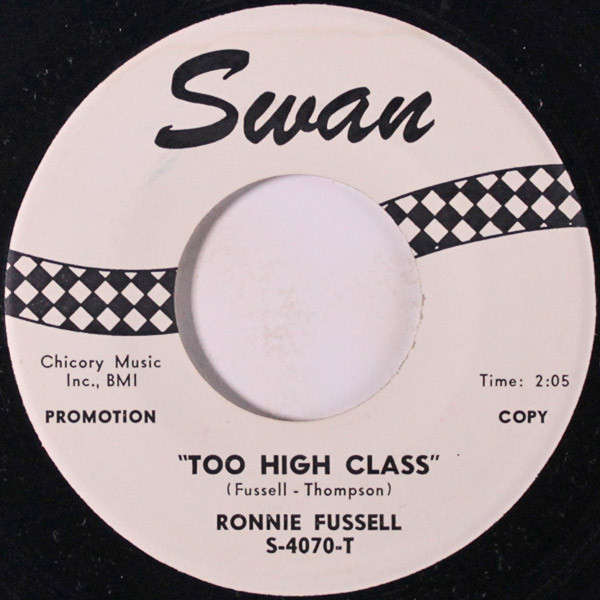 Swan
Chicory Music
Inc., BMI
Time: 2:05
PROMOTION
COPY
"TOO HIGH CLASS"
(Fussell - Thompson)
RONNIE FUSSELL
S-4070-T